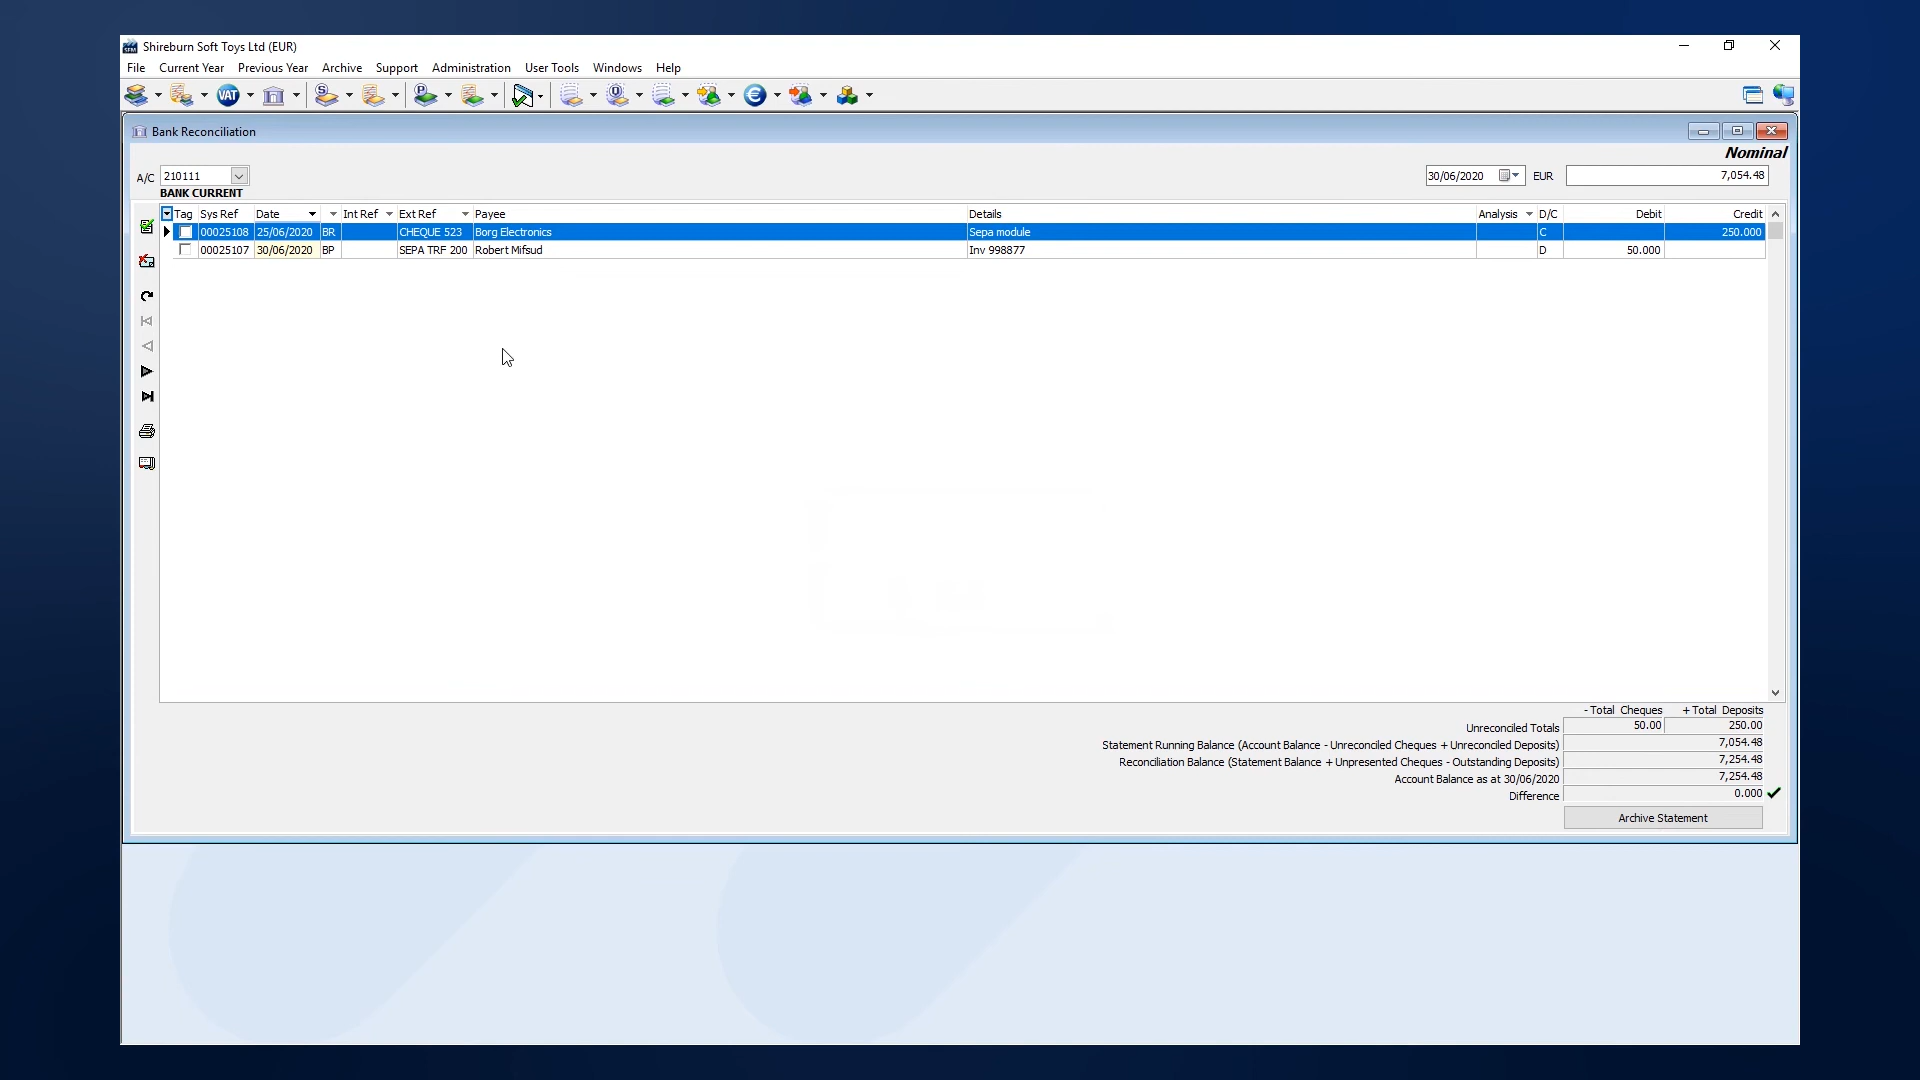 Shireburn Soft Toys Ltd (EUR)
File Current Year Previous Year Archive Support Administration User Tools Windows Help
VAT
Bank Reconciliation
Nominal
A/C 210111 30/06/2020 EUR 7,054.48
BANK CURRENT
Tag Sys Ref Date Int Ref Ext Ref Payee Details Analysis D/C Debit Credit
00025108 25/06/2020 BR CHEQUE 523 Borg Electronics Sepa module C 250.000
00025107 30/06/2020 BP SEPA TRF 200 Robert Mifsud Inv 998877 D 50.000
- Total Cheques + Total Deposits
Unreconciled Totals 50.00 250.00
Statement Running Balance (Account Balance - Unreconciled Cheques + Unreconciled Deposits) 7,054.48
Reconciliation Balance (Statement Balance + Unpresented Cheques - Outstanding Deposits) 7,254.48
Account Balance as at 30/06/2020 7,254.48
Difference 0.000
Archive Statement